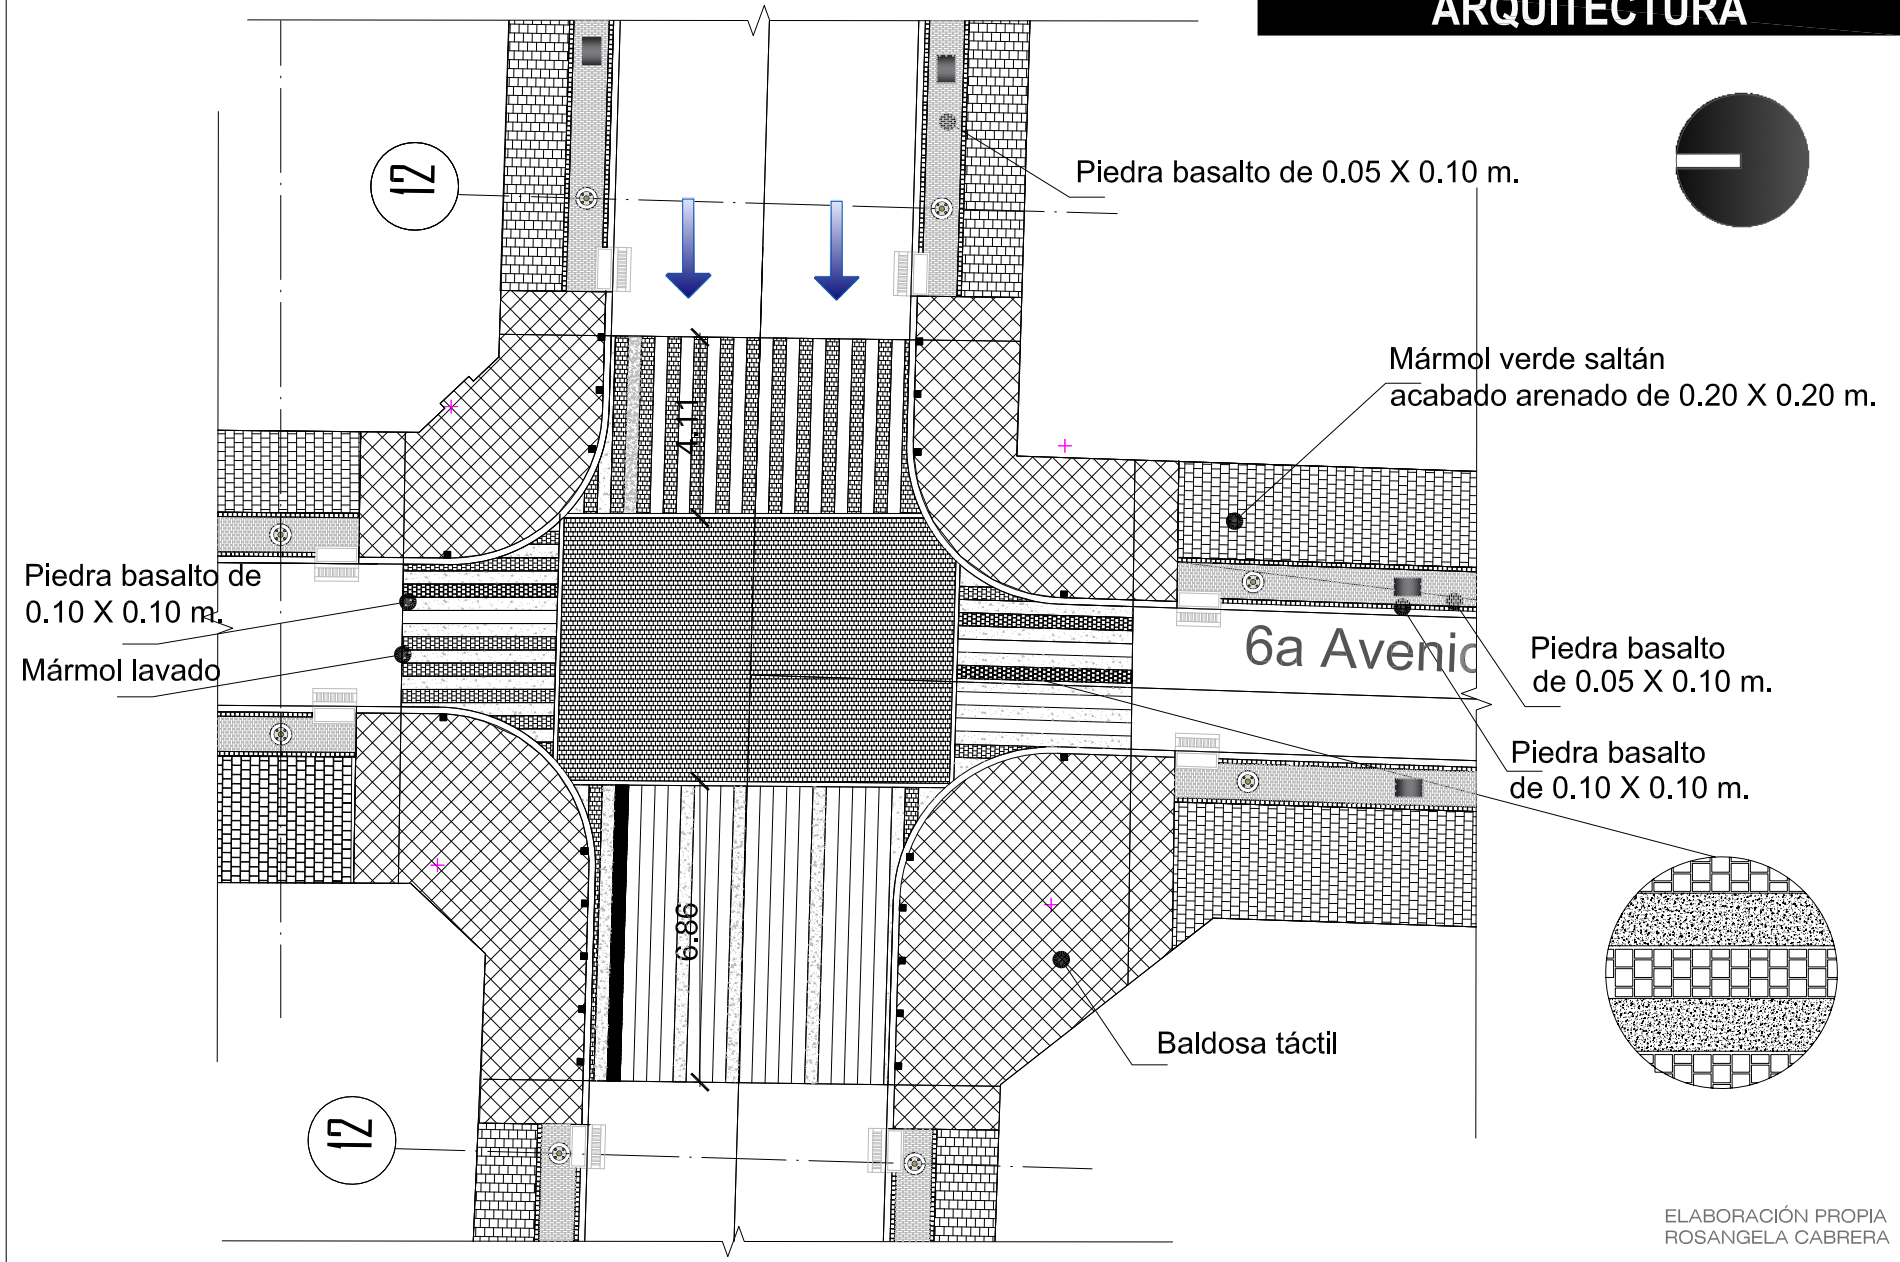 ARQUITECTURA
12
Piedra basalto de 0.05 X 0.10 m.
Mármol verde saltán
acabado arenado de 0.20 X 0.20 m.
4.11
Piedra basalto de
0.10 X 0.10 m.
Mármol lavado
6a Avenic
Piedra basalto
de 0.05 X 0.10 m.
Piedra basalto
de 0.10 X 0.10 m.
6.86
Baldosa táctil
12
ELABORACIÓN PROPIA
ROSANGELA CABRERA